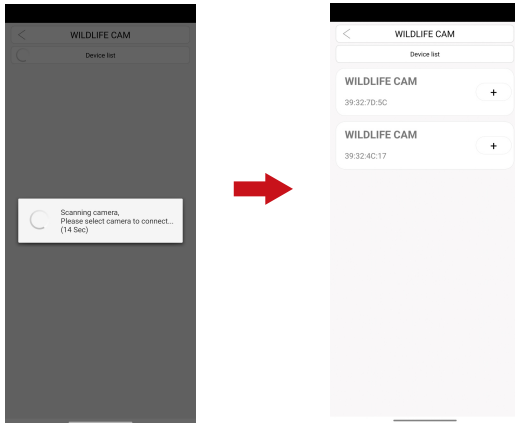 WILDLIFE CAM
Device list
Scanning camera,
Please select camera to connect...
(14 Sec)
WILDLIFE CAM
Device list
WILDLIFE CAM
39:32:7D:5C
+
WILDLIFE CAM
39:32:4C:17
+